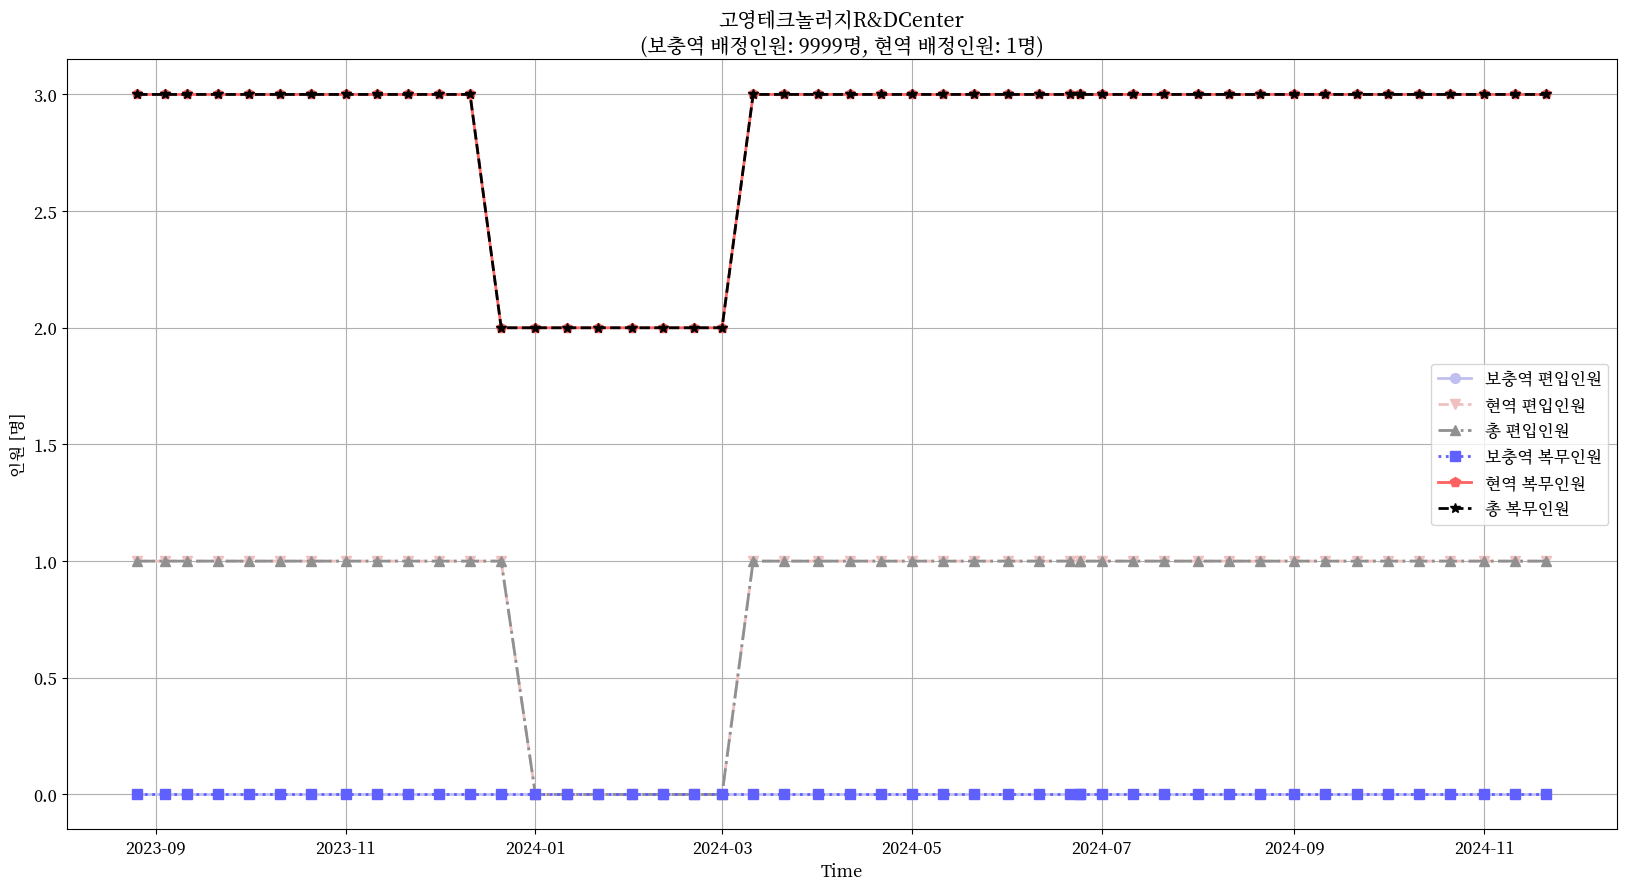 고영테크놀러지R&DCenter
(보충역 배정인원: 9999명, 현역 배정인원: 1명)
3.0
2.5
2.0
1.5
1.0
0.5
0.0
인원 [명]
보충역 편입인원
현역 편입인원
총 편입인원
보충역 복무인원
현역 복무인원
총 복무인원
2023-09
2023-11
2024-01
2024-03
2024-05
2024-07
2024-09
2024-11
Time